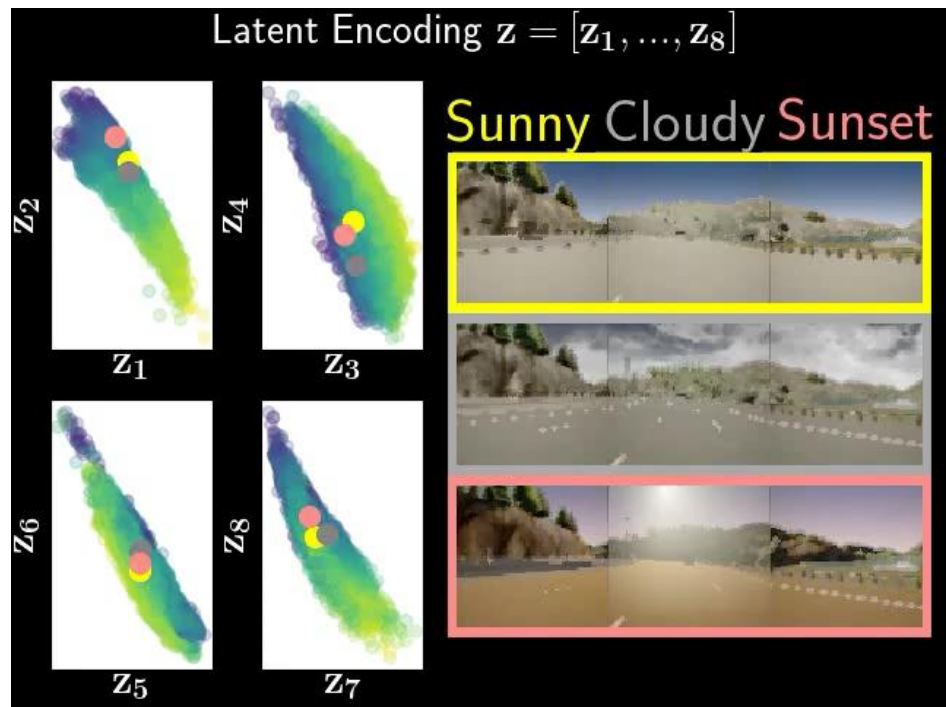 Latent Encoding z = [z₁, ..., z₈]
Sunny Cloudy Sunset
z₂
z₁
z₄
z₃
z₆
z₅
z₈
z₇